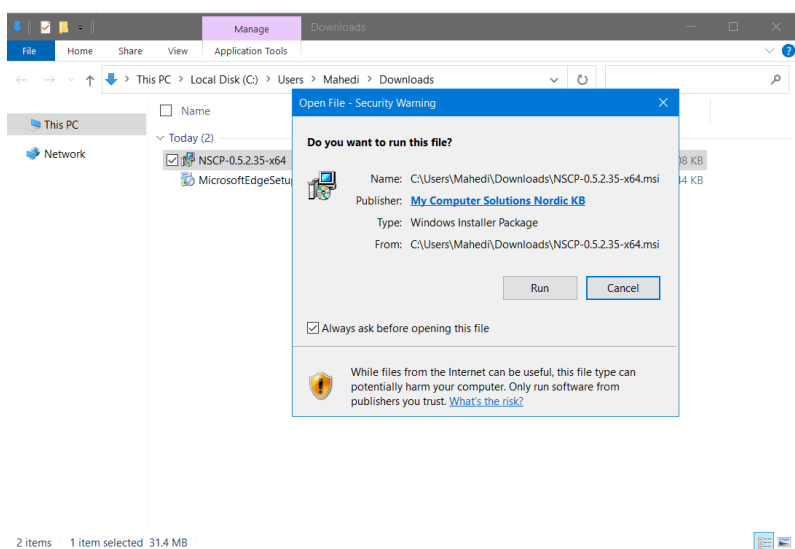 Manage
Downloads
File
Home
Share
View
Application Tools
This PC > Local Disk (C:) > Users > Mahedi > Downloads
Name
This PC
Network
Today (2)
NSCP-0.5.2.35-x64
MicrosoftEdgeSetu
08 KB
44 KB
Open File - Security Warning
Do you want to run this file?
Name: C:\Users\Mahedi\Downloads\NSCP-0.5.2.35-x64.msi
Publisher: My Computer Solutions Nordic KB
Type: Windows Installer Package
From: C:\Users\Mahedi\Downloads\NSCP-0.5.2.35-x64.msi
Run
Cancel
Always ask before opening this file
While files from the Internet can be useful, this file type can
potentially harm your computer. Only run software from
publishers you trust. What's the risk?
2 items
1 item selected 31.4 MB